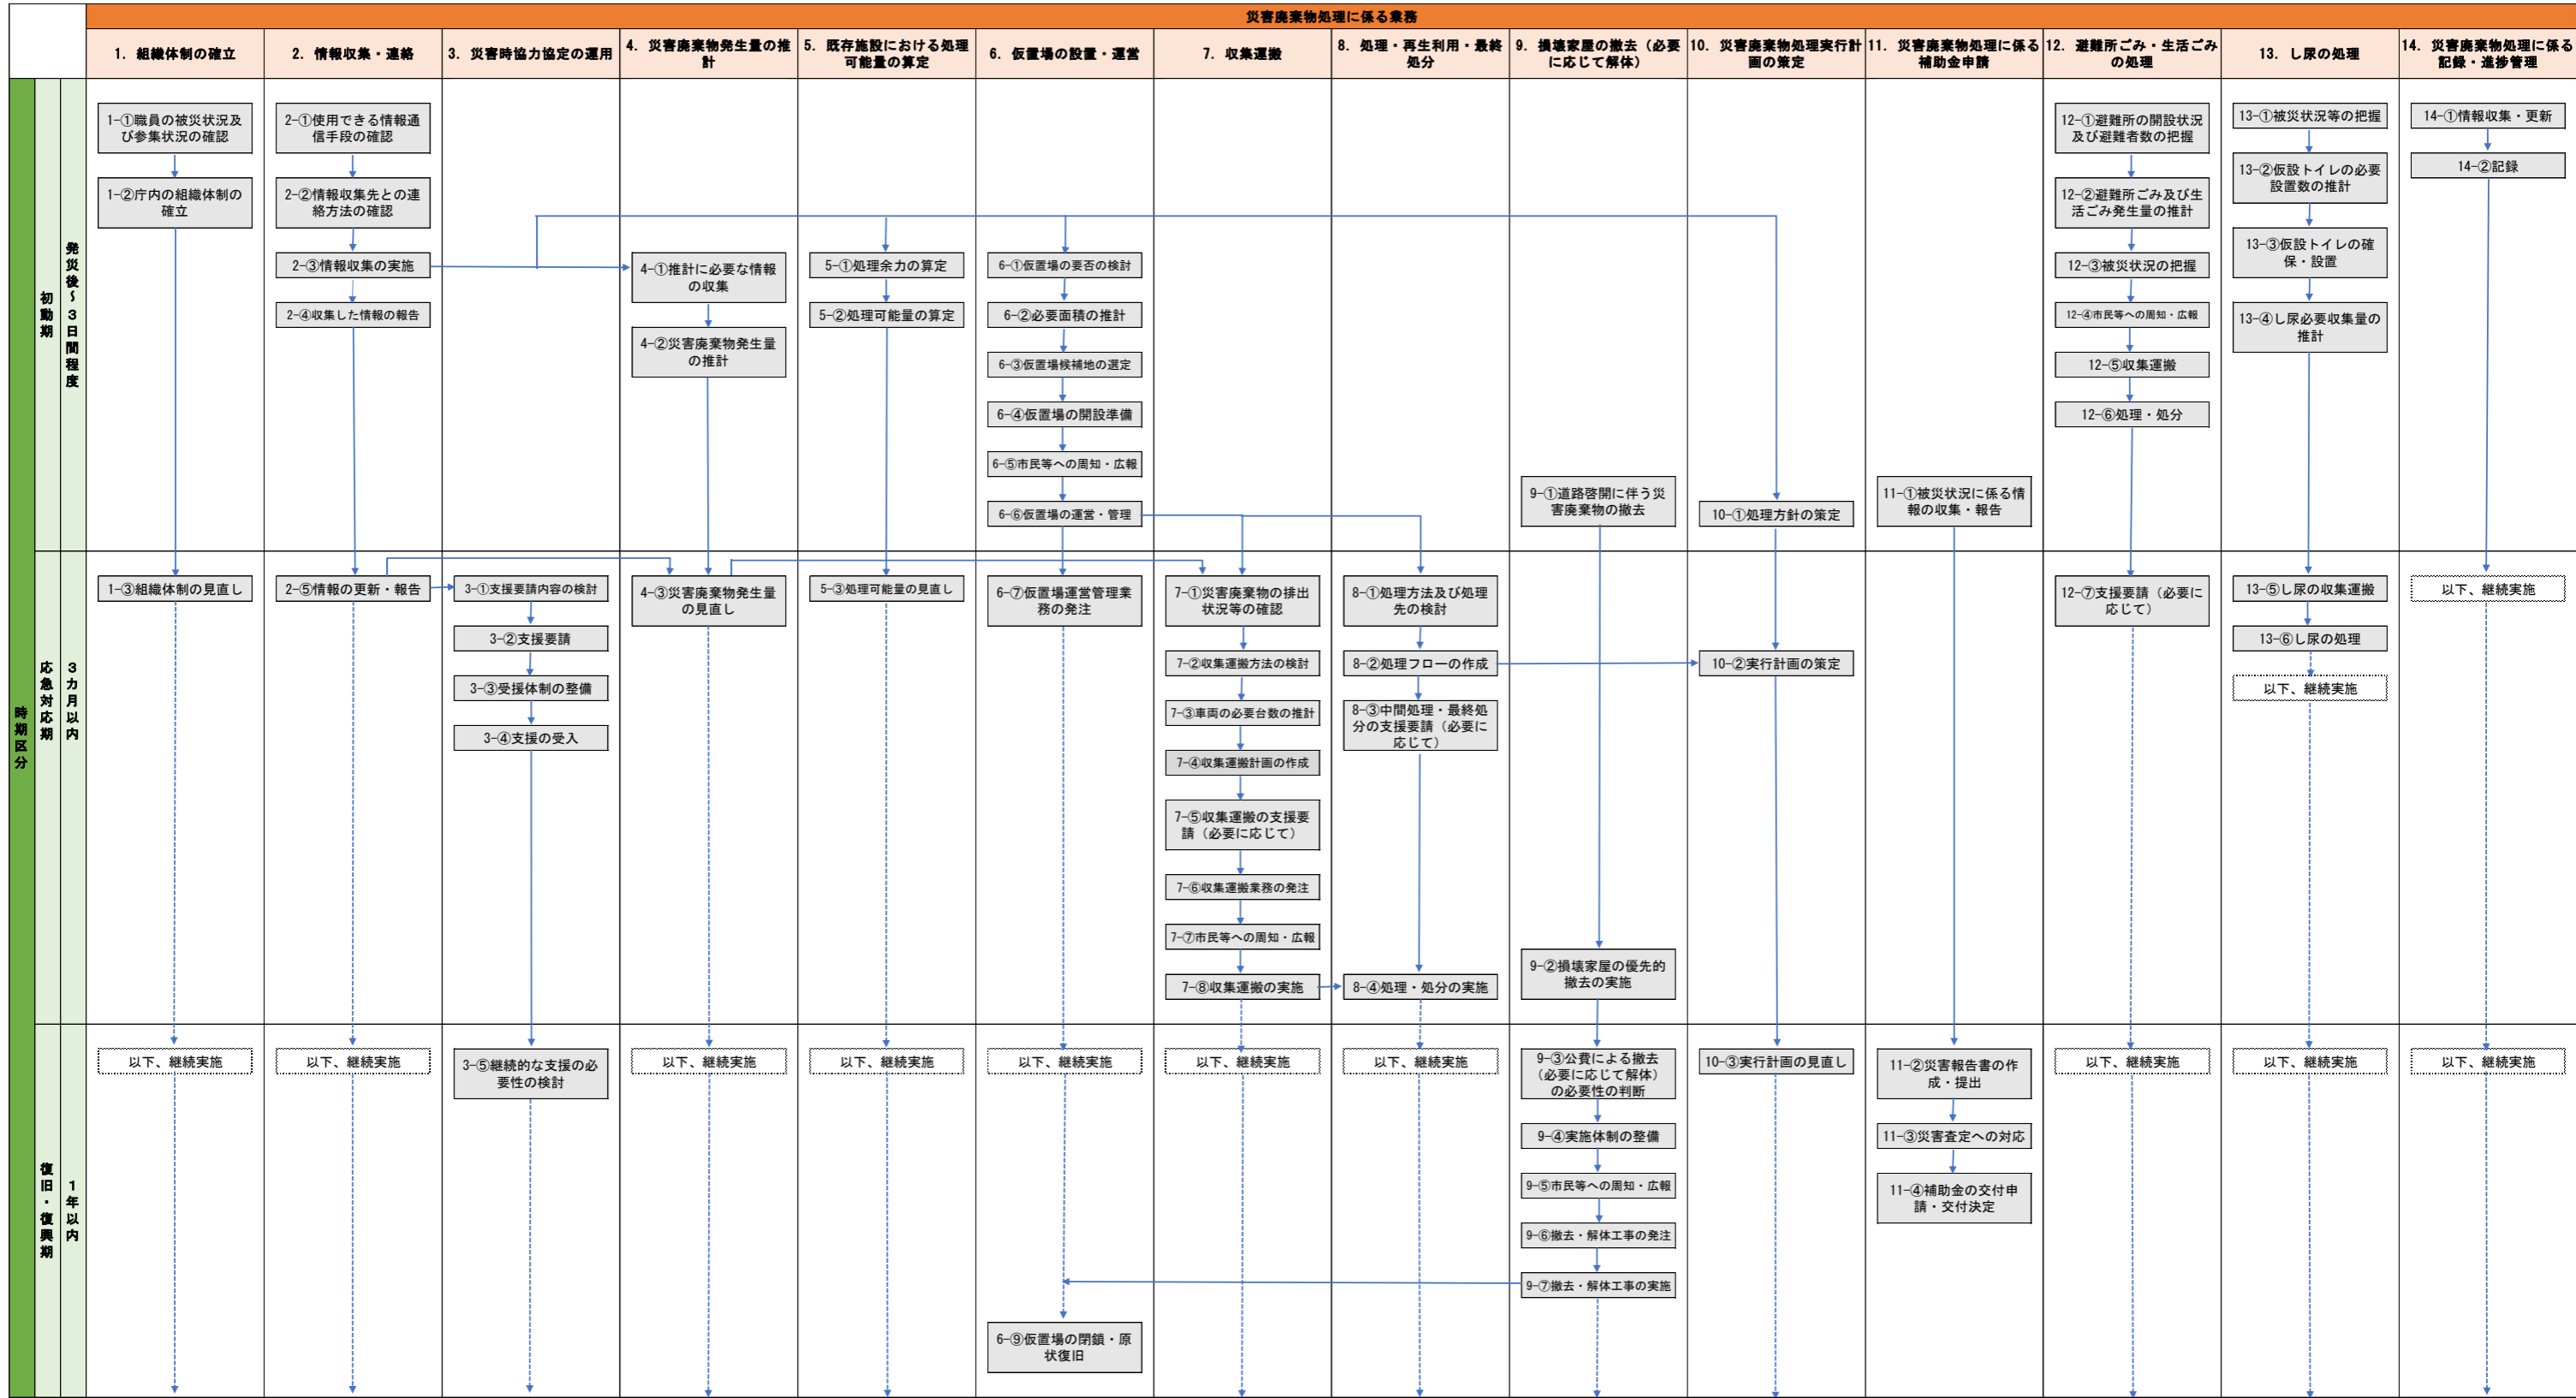 災害廃棄物処理に係る業務
1. 組織体制の確立
2. 情報収集・連絡
3. 災害時協力協定の運用
4. 災害廃棄物発生量の推
計
5. 既存施設における処理
可能量の算定
6. 仮置場の設置・運営
7. 収集運搬
8. 処理・再生利用・最終
処分
9. 損壊家屋の撤去（必要
に応じて解体）
10. 災害廃棄物処理実行計
画の策定
11. 災害廃棄物処理に係る
補助金申請
12. 避難所ごみ・生活ごみ
の処理
13. し尿の処理
14. 災害廃棄物処理に係る
記録・進捗管理
時期区分
初動期
発災後～3日間程度
1-①職員の被災状況及
び参集状況の確認
1-②庁内の組織体制の
確立
2-①使用できる情報通
信手段の確認
2-②情報収集先との連
絡方法の確認
2-③情報収集の実施
2-④収集した情報の報告
4-①推計に必要な情報
の収集
4-②災害廃棄物発生量
の推計
5-①処理余力の算定
5-②処理可能量の算定
6-①仮置場の要否の検討
6-②必要面積の推計
6-③仮置場候補地の選定
6-④仮置場の開設準備
6-⑤市民等への周知・広報
6-⑥仮置場の運営・管理
9-①道路啓開に伴う災
害廃棄物の撤去
10-①処理方針の策定
11-①被災状況に係る情
報の収集・報告
12-①避難所の開設状況
及び避難者数の把握
12-②避難所ごみ及び生
活ごみ発生量の推計
12-③被災状況の把握
12-④市民等への周知・広報
12-⑤収集運搬
12-⑥処理・処分
13-①被災状況等の把握
13-②仮設トイレの必要
設置数の推計
13-③仮設トイレの確
保・設置
13-④し尿必要収集量の
推計
14-①情報収集・更新
14-②記録
応急対応期
3カ月以内
1-③組織体制の見直し
2-⑤情報の更新・報告
3-①支援要請内容の検討
3-②支援要請
3-③受援体制の整備
3-④支援の受入
4-③災害廃棄物発生量
の見直し
5-③処理可能量の見直し
6-⑦仮置場運営管理業
務の発注
7-①災害廃棄物の排出
状況等の確認
7-②収集運搬方法の検討
7-③車両の必要台数の推計
7-④収集運搬計画の作成
7-⑤収集運搬の支援要
請（必要に応じて）
7-⑥収集運搬業務の発注
7-⑦市民等への周知・広報
7-⑧収集運搬の実施
8-①処理方法及び処理
先の検討
8-②処理フローの作成
8-③中間処理・最終処
分の支援要請（必要に
応じて）
8-④処理・処分の実施
9-②損壊家屋の優先的
撤去の実施
10-②実行計画の策定
12-⑦支援要請（必要に
応じて）
13-⑤し尿の収集運搬
13-⑥し尿の処理
以下、継続実施
以下、継続実施
復旧・復興期
1年以内
以下、継続実施
以下、継続実施
3-⑤継続的な支援の必
要性の検討
以下、継続実施
以下、継続実施
以下、継続実施
6-⑨仮置場の閉鎖・原
状復旧
以下、継続実施
以下、継続実施
9-③公費による撤去
（必要に応じて解体）
の必要性の判断
9-④実施体制の整備
9-⑤市民等への周知・広報
9-⑥撤去・解体工事の発注
9-⑦撤去・解体工事の実施
10-③実行計画の見直し
11-②災害報告書の作
成・提出
11-③災害査定への対応
11-④補助金の交付申
請・交付決定
以下、継続実施
以下、継続実施
以下、継続実施